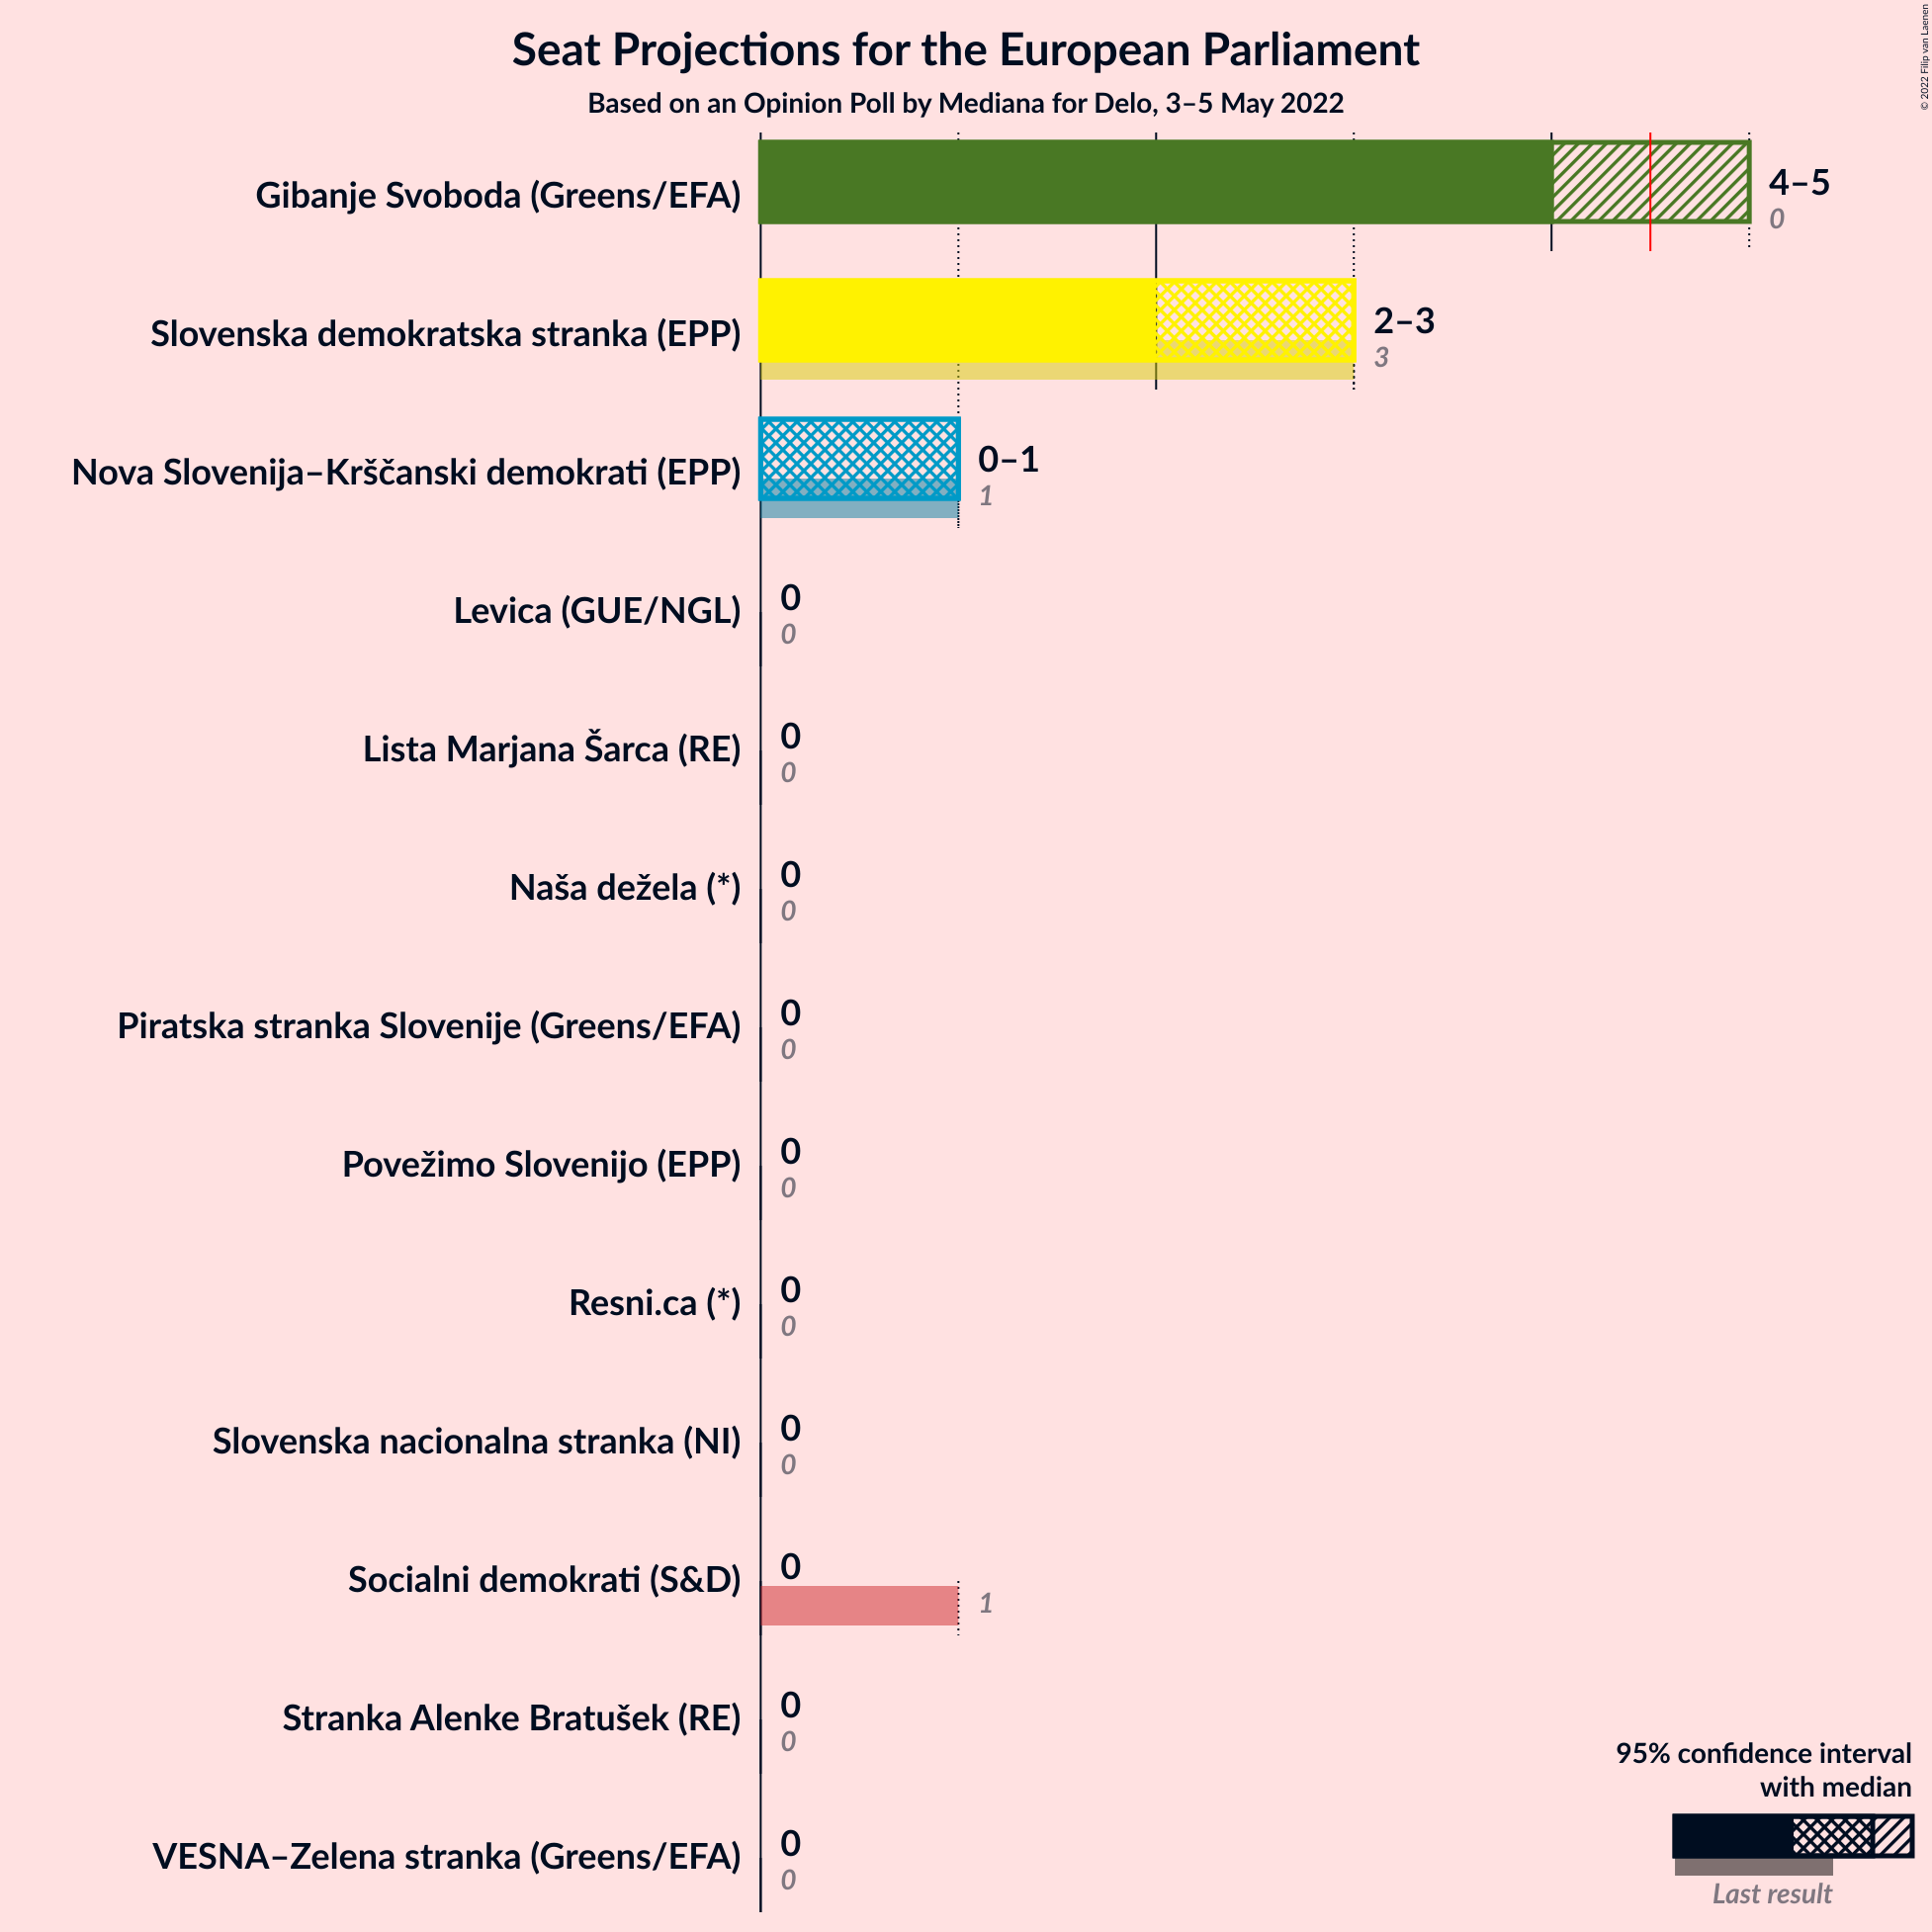 Seat Projections for the European Parliament
Based on an Opinion Poll by Mediana for Delo, 3–5 May 2022
© 2022 Filip van Laenen
Gibanje Svoboda (Greens/EFA)
4–5
0
Slovenska demokratska stranka (EPP)
2–3
3
Nova Slovenija–Krščanski demokrati (EPP)
0–1
1
Levica (GUE/NGL)
0
0
Lista Marjana Šarca (RE)
0
0
Naša dežela (*)
0
0
Piratska stranka Slovenije (Greens/EFA)
0
0
Povežimo Slovenijo (EPP)
0
0
Resni.ca (*)
0
0
Slovenska nacionalna stranka (NI)
0
0
Socialni demokrati (S&D)
0
1
Stranka Alenke Bratušek (RE)
0
0
VESNA–Zelena stranka (Greens/EFA)
0
0
95% confidence interval
with median
Last result